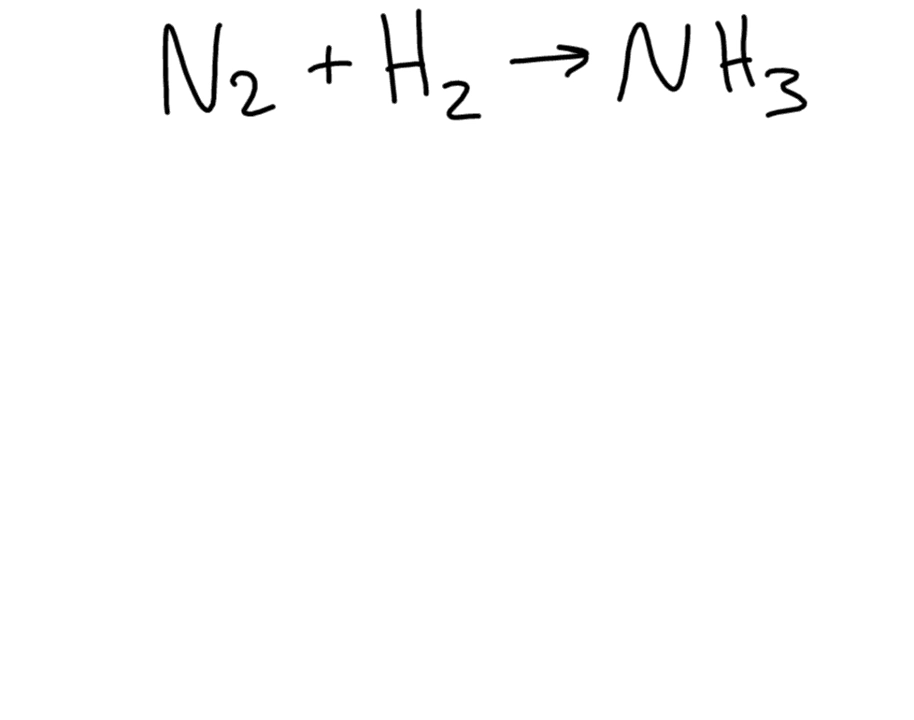 N₂ + H₂ → NH₃